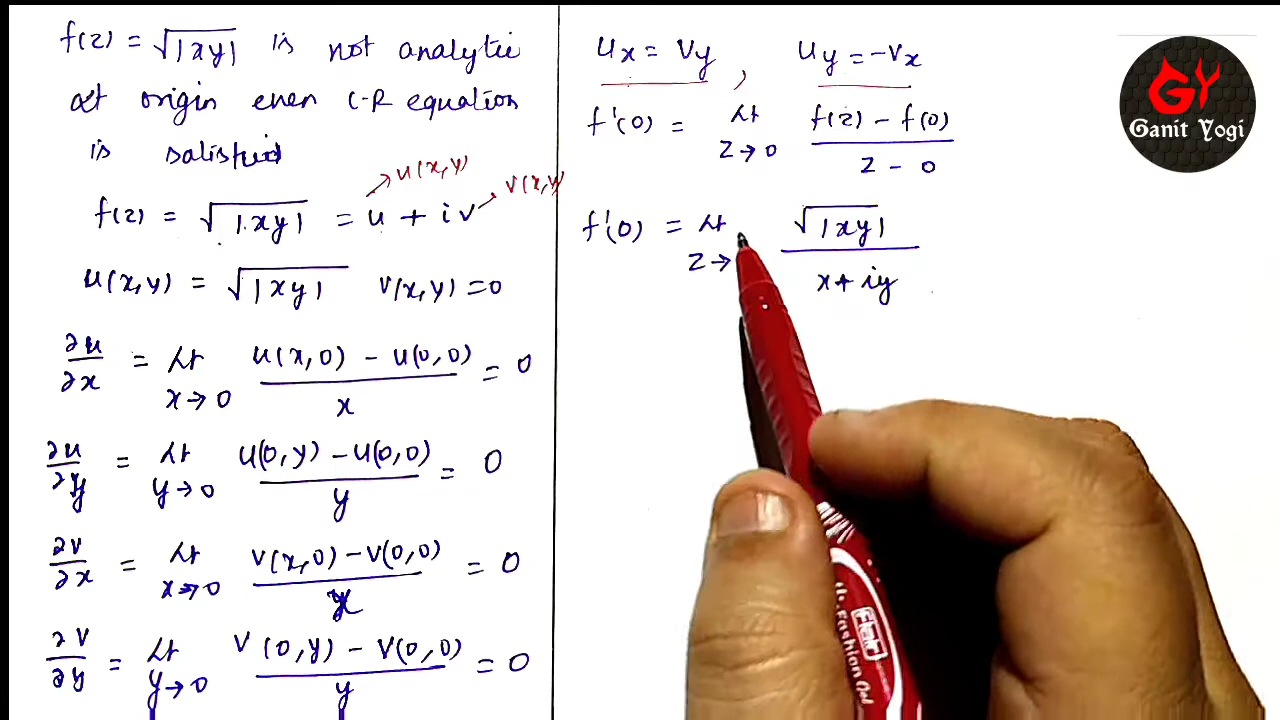 f(z) = √|xy| is not analytic
at origin even C-R equation
is satisfied
f(z) = √|xy| = u + iv
→ u(x,y)
→ v(x,y)
u(x,y) = √|xy| v(x,y) = 0
∂u/∂x = Lt x→0 (u(x,0) − u(0,0))/x = 0
∂u/∂y = Lt y→0 (u(0,y) − u(0,0))/y = 0
∂v/∂x = Lt x→0 (v(x,0) − v(0,0))/x = 0
∂v/∂y = Lt y→0 (v(0,y) − v(0,0))/y = 0
ux = vy , uy = −vx
f'(0) = Lt z→0 (f(z) − f(0))/(z − 0)
f'(0) = Lt z→ √|xy|/(x + iy)
GY
Ganit Yogi
Flair